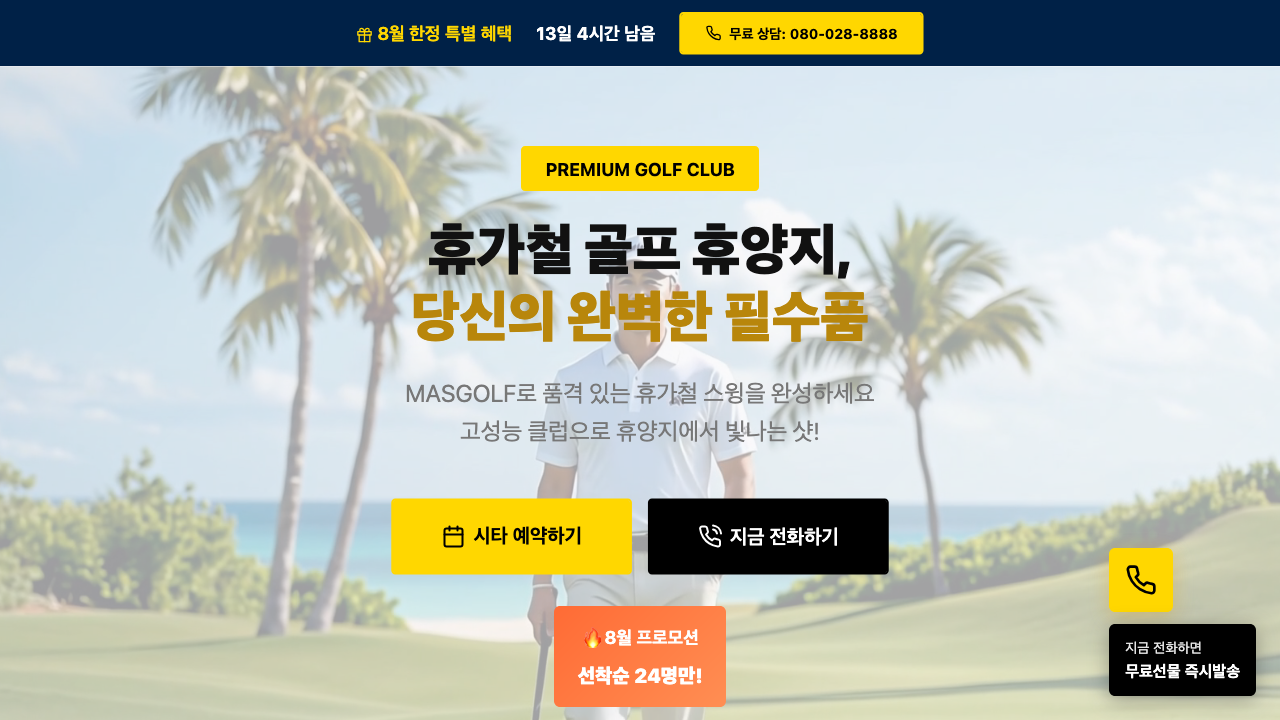 8월 한정 특별 혜택
13일 4시간 남음
무료 상담: 080-028-8888
PREMIUM GOLF CLUB
휴가철 골프 휴양지,
당신의 완벽한 필수품
MASGOLF로 품격 있는 휴가철 스윙을 완성하세요
고성능 클럽으로 휴양지에서 빛나는 샷!
시타 예약하기
지금 전화하기
🔥8월 프로모션
선착순 24명만!
지금 전화하면
무료선물 즉시발송